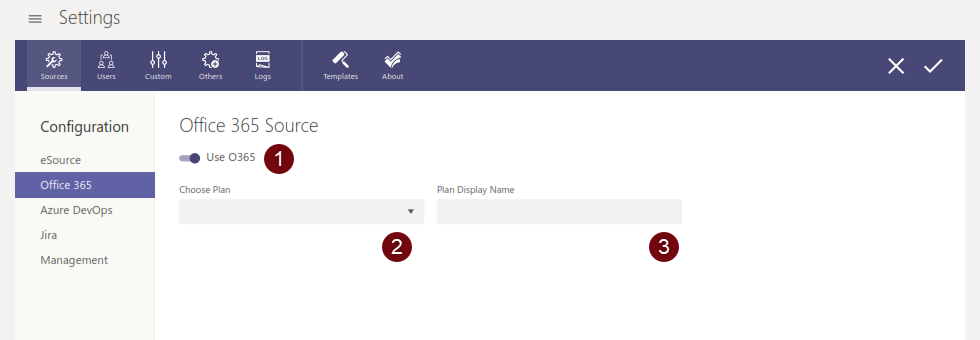 Settings
Sources Users Custom Others Logs Templates About
LOG
Configuration
eSource
Office 365
Azure DevOps
Jira
Management
Office 365 Source
Use O365 1
Choose Plan Plan Display Name
2 3